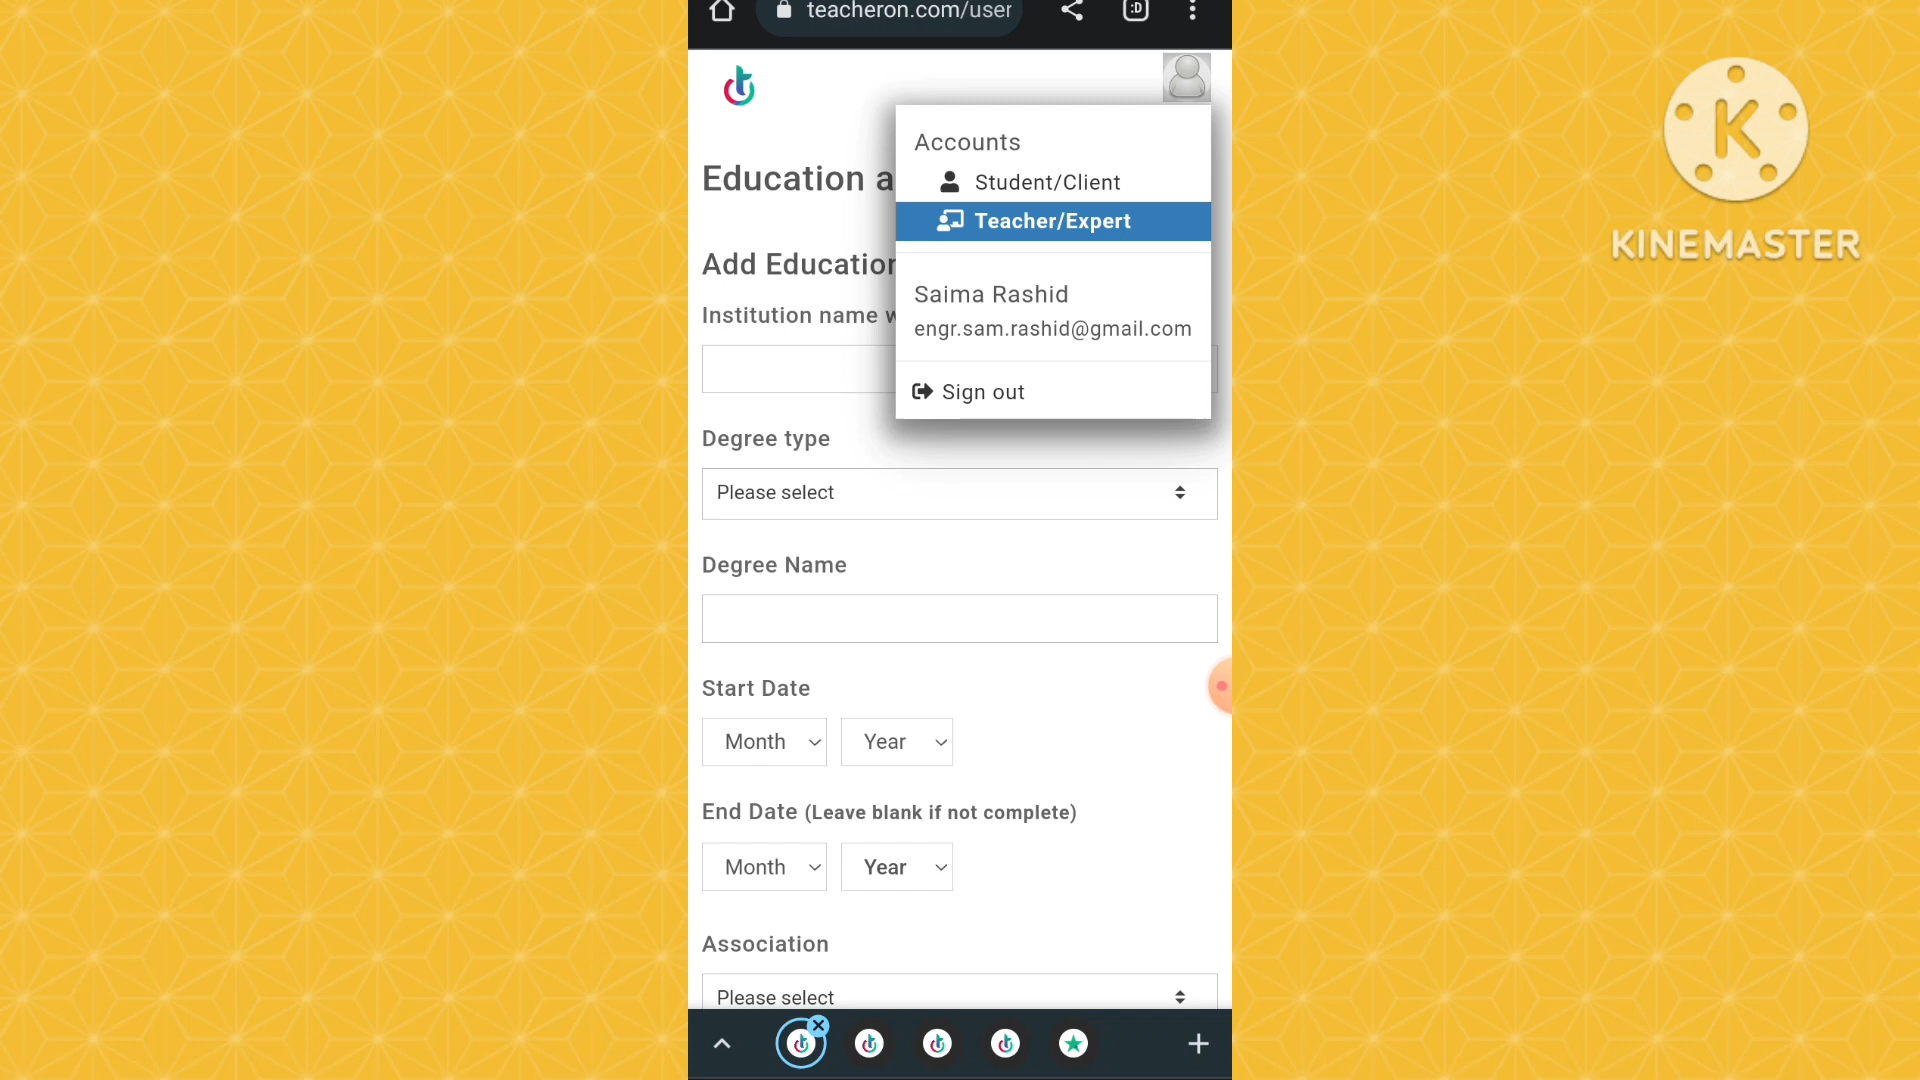 teacheron.com/user
:D
Accounts
Education a
Student/Client
Teacher/Expert
Add Education
Saima Rashid
Institution name w
engr.sam.rashid@gmail.com
Sign out
Degree type
Please select
Degree Name
Start Date
Month Year
End Date (Leave blank if not complete)
Month Year
Association
Please select
K
KINEMASTER